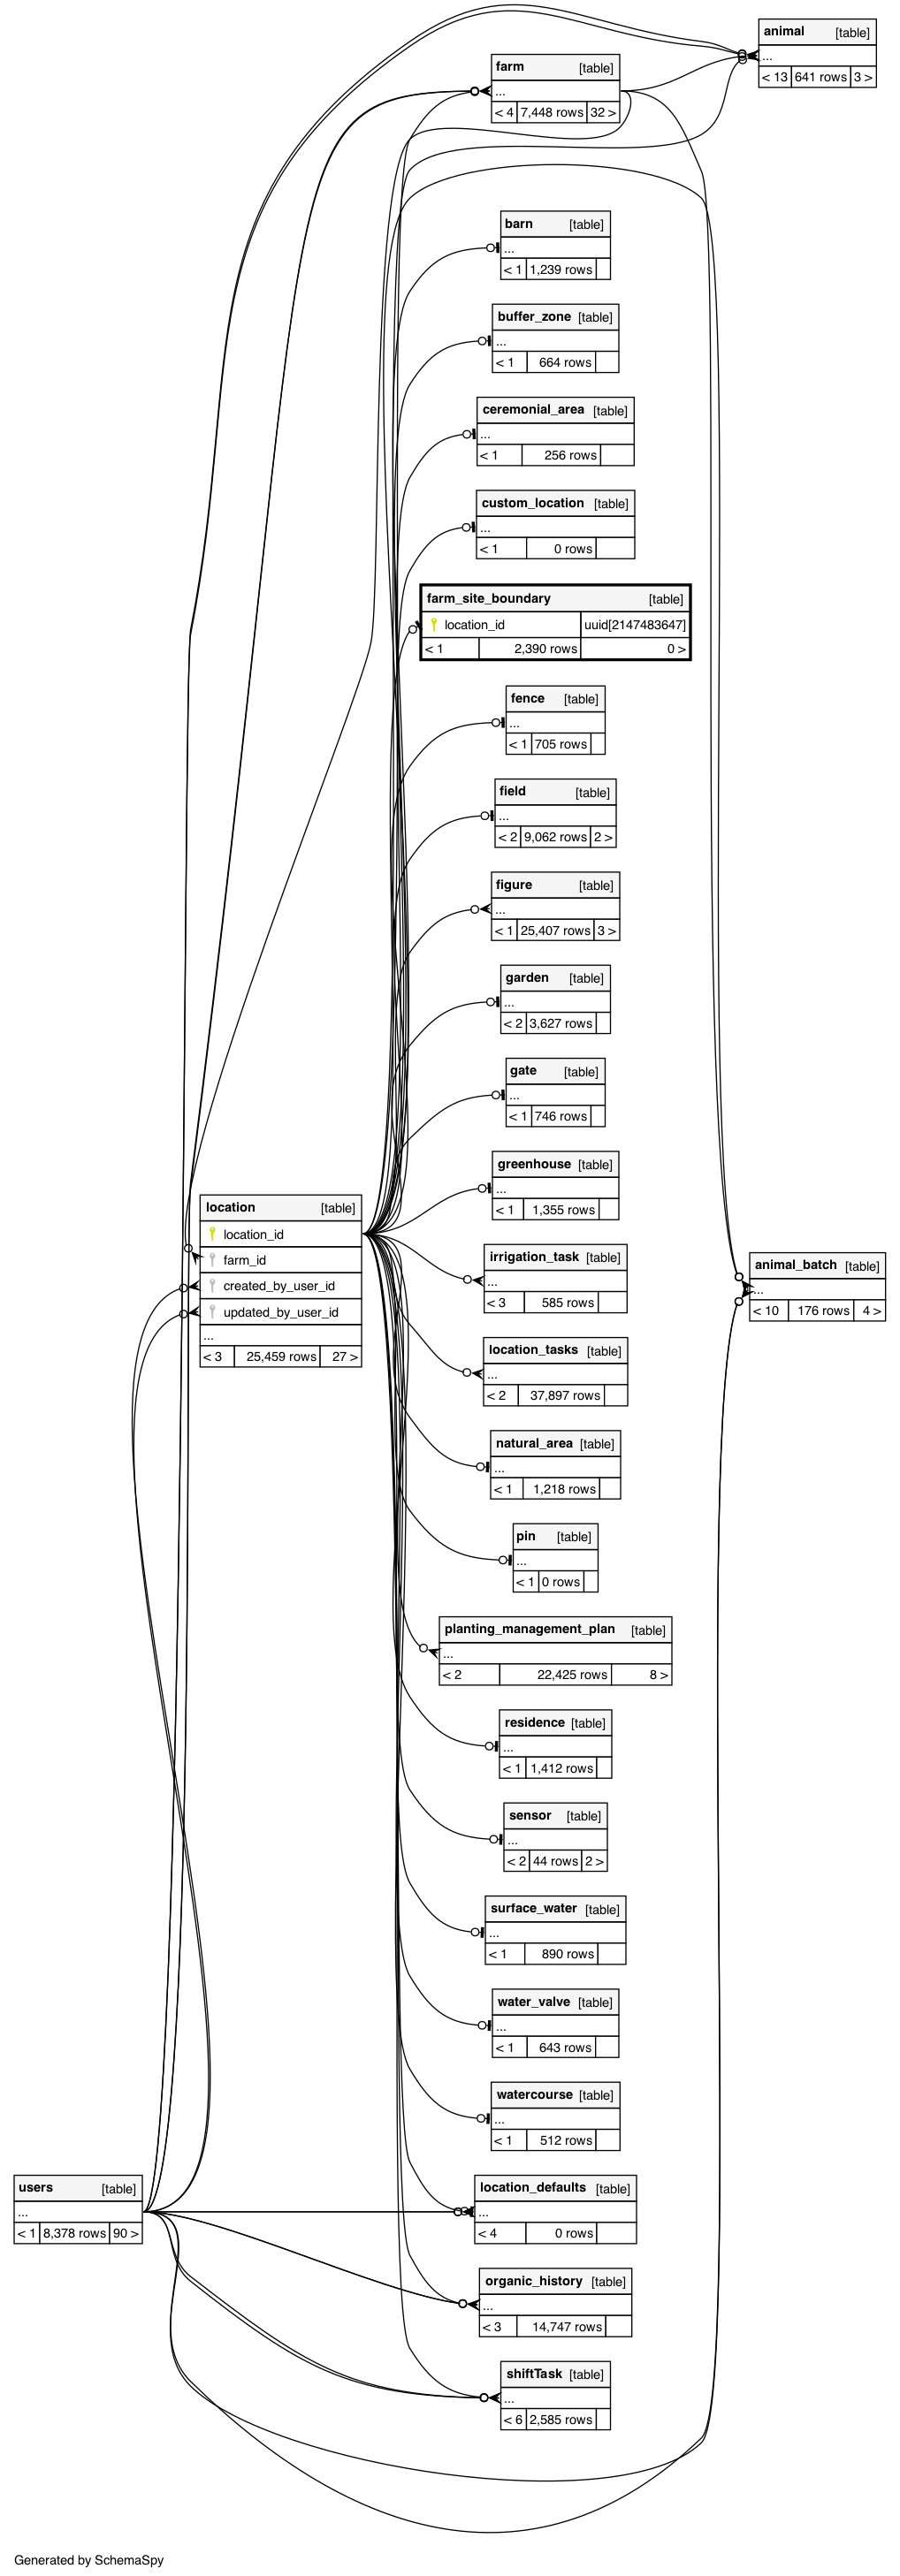 animal [table]
...
< 13 641 rows 3 >
farm [table]
...
< 4 7,448 rows 32 >
barn [table]
...
< 1 1,239 rows
buffer_zone [table]
...
< 1 664 rows
ceremonial_area [table]
...
< 1 256 rows
custom_location [table]
...
< 1 0 rows
farm_site_boundary [table]
location_id uuid[2147483647]
< 1 2,390 rows 0 >
fence [table]
...
< 1 705 rows
field [table]
...
< 2 9,062 rows 2 >
figure [table]
...
< 1 25,407 rows 3 >
garden [table]
...
< 2 3,627 rows
gate [table]
...
< 1 746 rows
greenhouse [table]
...
< 1 1,355 rows
location [table]
location_id
farm_id
created_by_user_id
updated_by_user_id
...
< 3 25,459 rows 27 >
irrigation_task [table]
...
< 3 585 rows
animal_batch [table]
...
< 10 176 rows 4 >
location_tasks [table]
...
< 2 37,897 rows
natural_area [table]
...
< 1 1,218 rows
pin [table]
...
< 1 0 rows
planting_management_plan [table]
...
< 2 22,425 rows 8 >
residence [table]
...
< 1 1,412 rows
sensor [table]
...
< 2 44 rows 2 >
surface_water [table]
...
< 1 890 rows
water_valve [table]
...
< 1 643 rows
watercourse [table]
...
< 1 512 rows
users [table]
...
< 1 8,378 rows 90 >
location_defaults [table]
...
< 4 0 rows
organic_history [table]
...
< 3 14,747 rows
shiftTask [table]
...
< 6 2,585 rows
Generated by SchemaSpy